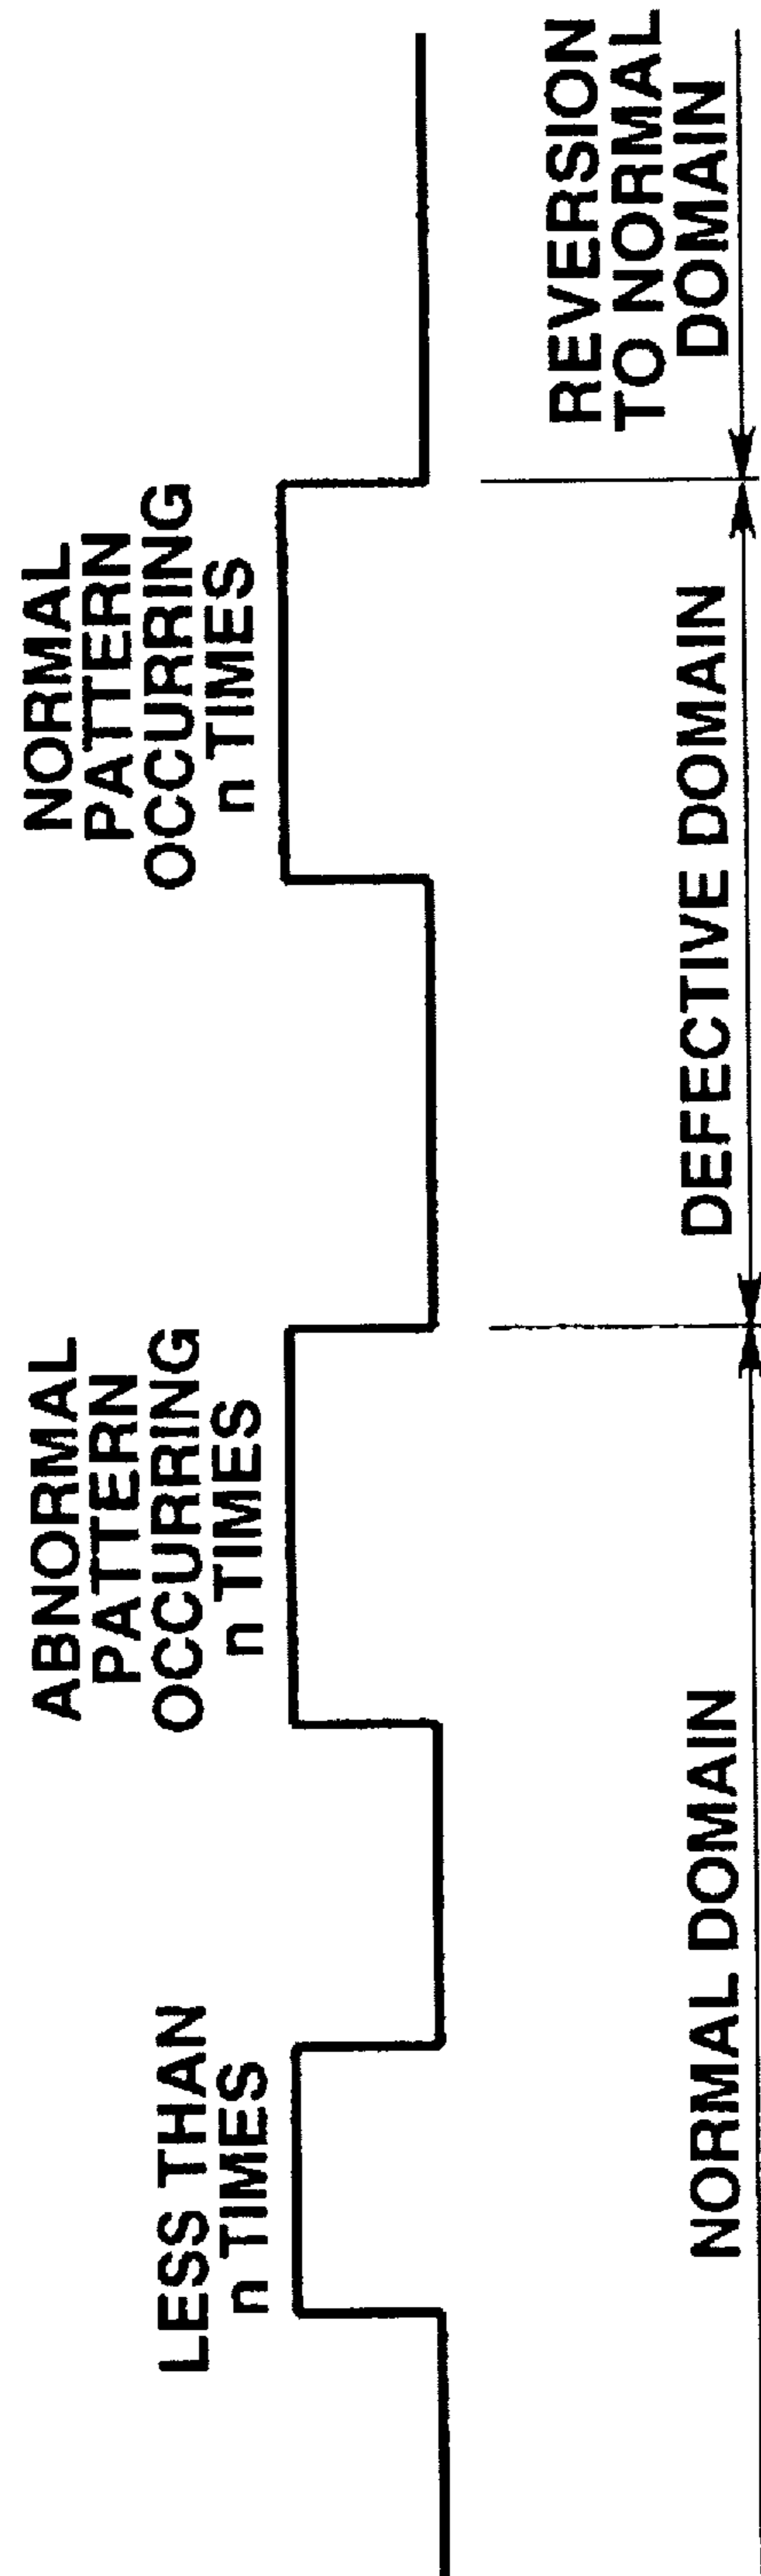 LESS THAN
n TIMES
ABNORMAL
PATTERN
OCCURRING
n TIMES
NORMAL
PATTERN
OCCURRING
n TIMES
NORMAL DOMAIN
DEFECTIVE DOMAIN
REVERSION
TO NORMAL
DOMAIN